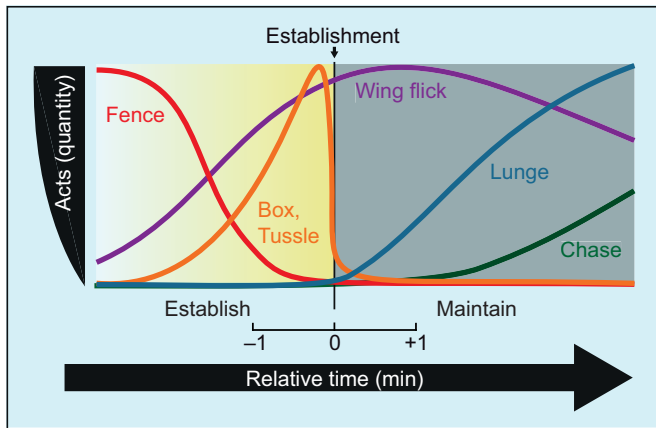 Establishment
Acts (quantity)
Fence
Wing flick
Lunge
Box,
Tussle
Chase
Establish
Maintain
–1
0
+1
Relative time (min)